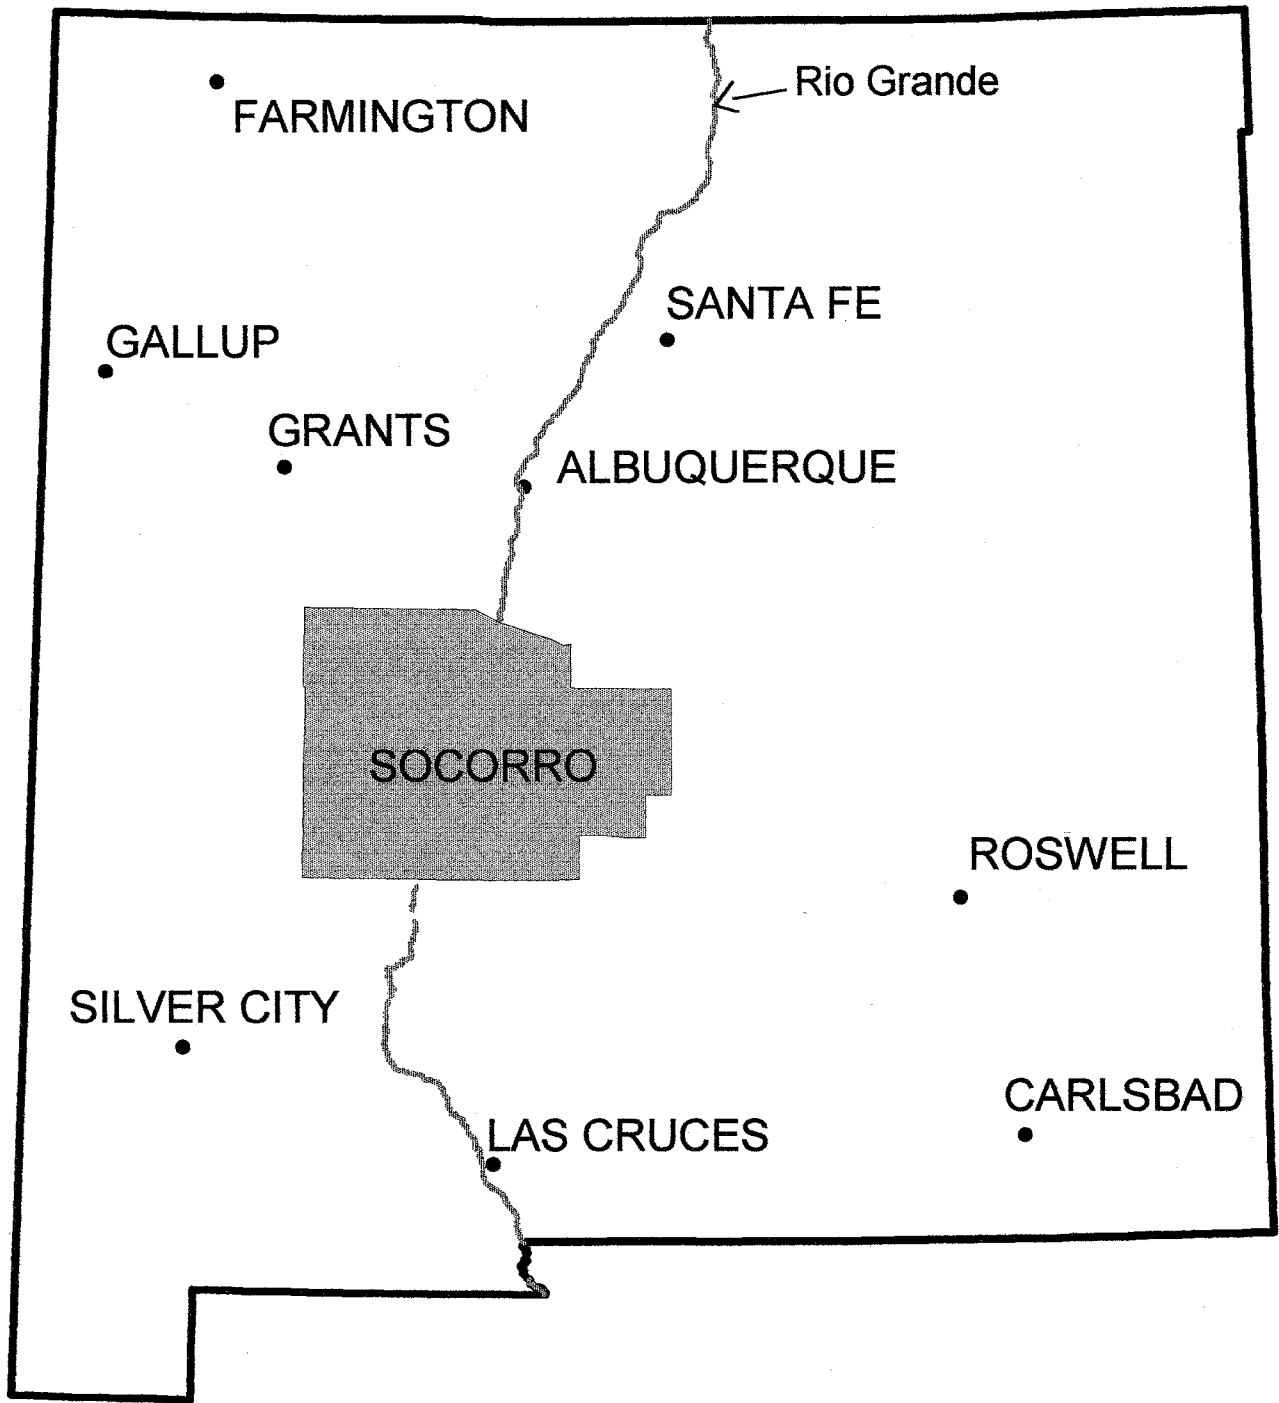 Rio Grande
FARMINGTON
SANTA FE
GALLUP
GRANTS
ALBUQUERQUE
SOCORRO
ROSWELL
SILVER CITY
CARLSBAD
LAS CRUCES